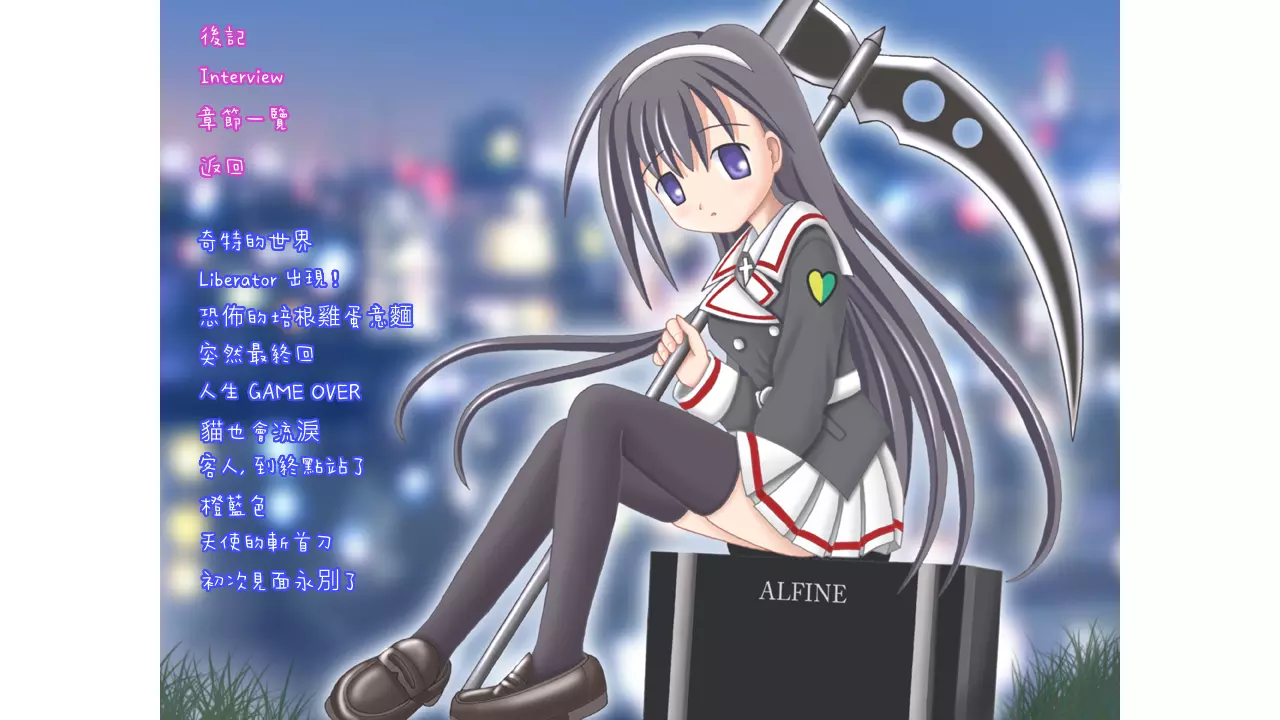 後記
Interview
章節一覽
返回
奇特的世界
Liberator 出現!
恐佈的培根雞蛋意麵
突然最終回
人生 GAME OVER
貓也會流淚
客人, 到終點站了
橙藍色
天使的斬首刀
初次見面永別了
ALFINE